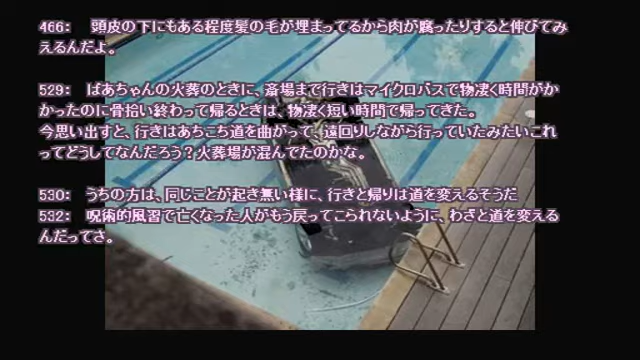 466: 頭皮の下にもある程度髪の毛が埋まってるから肉が腐ったりすると伸びてみ
えるんだよ。
529: ばあちゃんの火葬のときに、斎場まで行きはマイクロバスで物凄く時間がか
かったのに骨拾い終わって帰るときは、物凄く短い時間で帰ってきた。
今思い出すと、行きはあちこち道を曲がって、遠回りしながら行っていたみたいこれ
ってどうしてなんだろう？火葬場が混んでたのかな。
530: うちの方は、同じことが起き無い様に、行きと帰りは道を変えるそうだ
532: 呪術的風習で亡くなった人がもう戻ってこられないように、わざと道を変える
んだってさ。